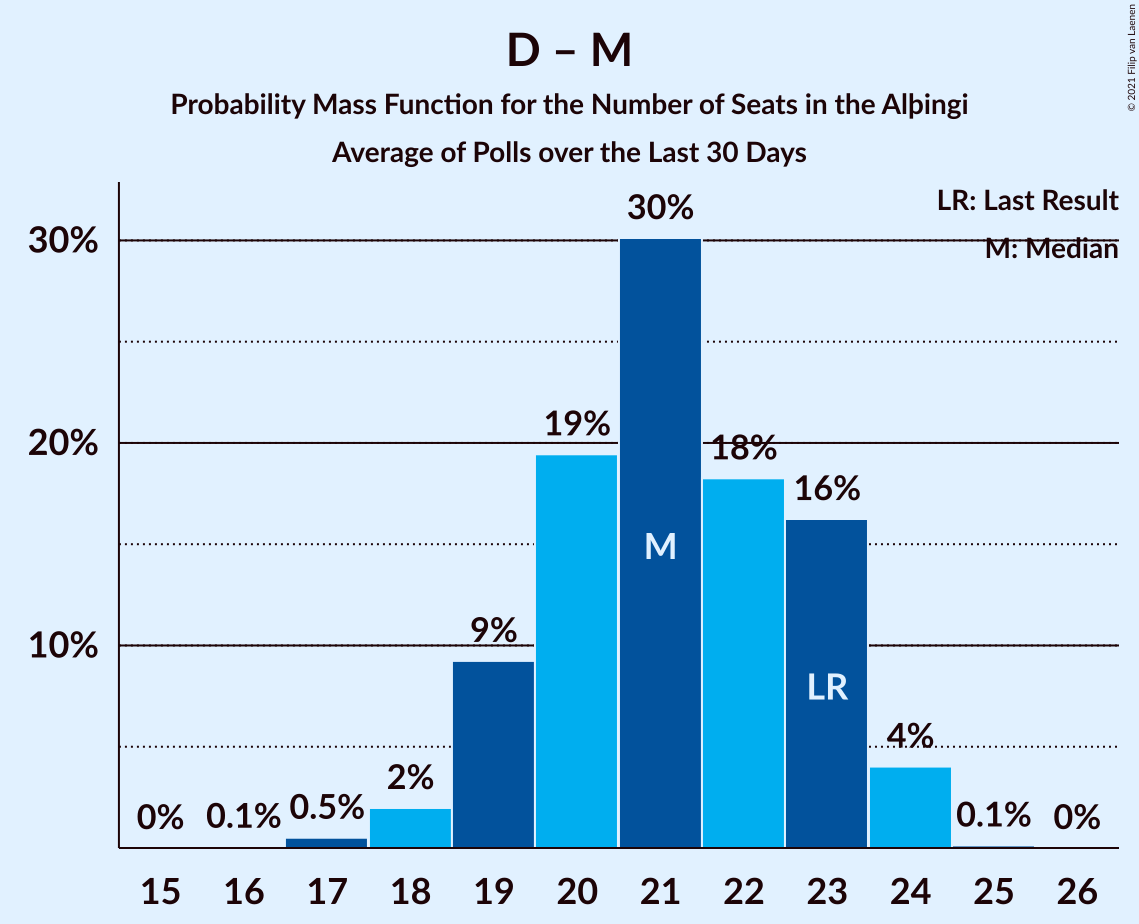 D – M
Probability Mass Function for the Number of Seats in the Alþingi
Average of Polls over the Last 30 Days
© 2021 Filip van Laenen
LR: Last Result
M: Median
30%
20%
10%
0%
0.1%
0.5%
2%
9%
19%
30%
18%
16%
4%
0.1%
0%
M
LR
15 16 17 18 19 20 21 22 23 24 25 26